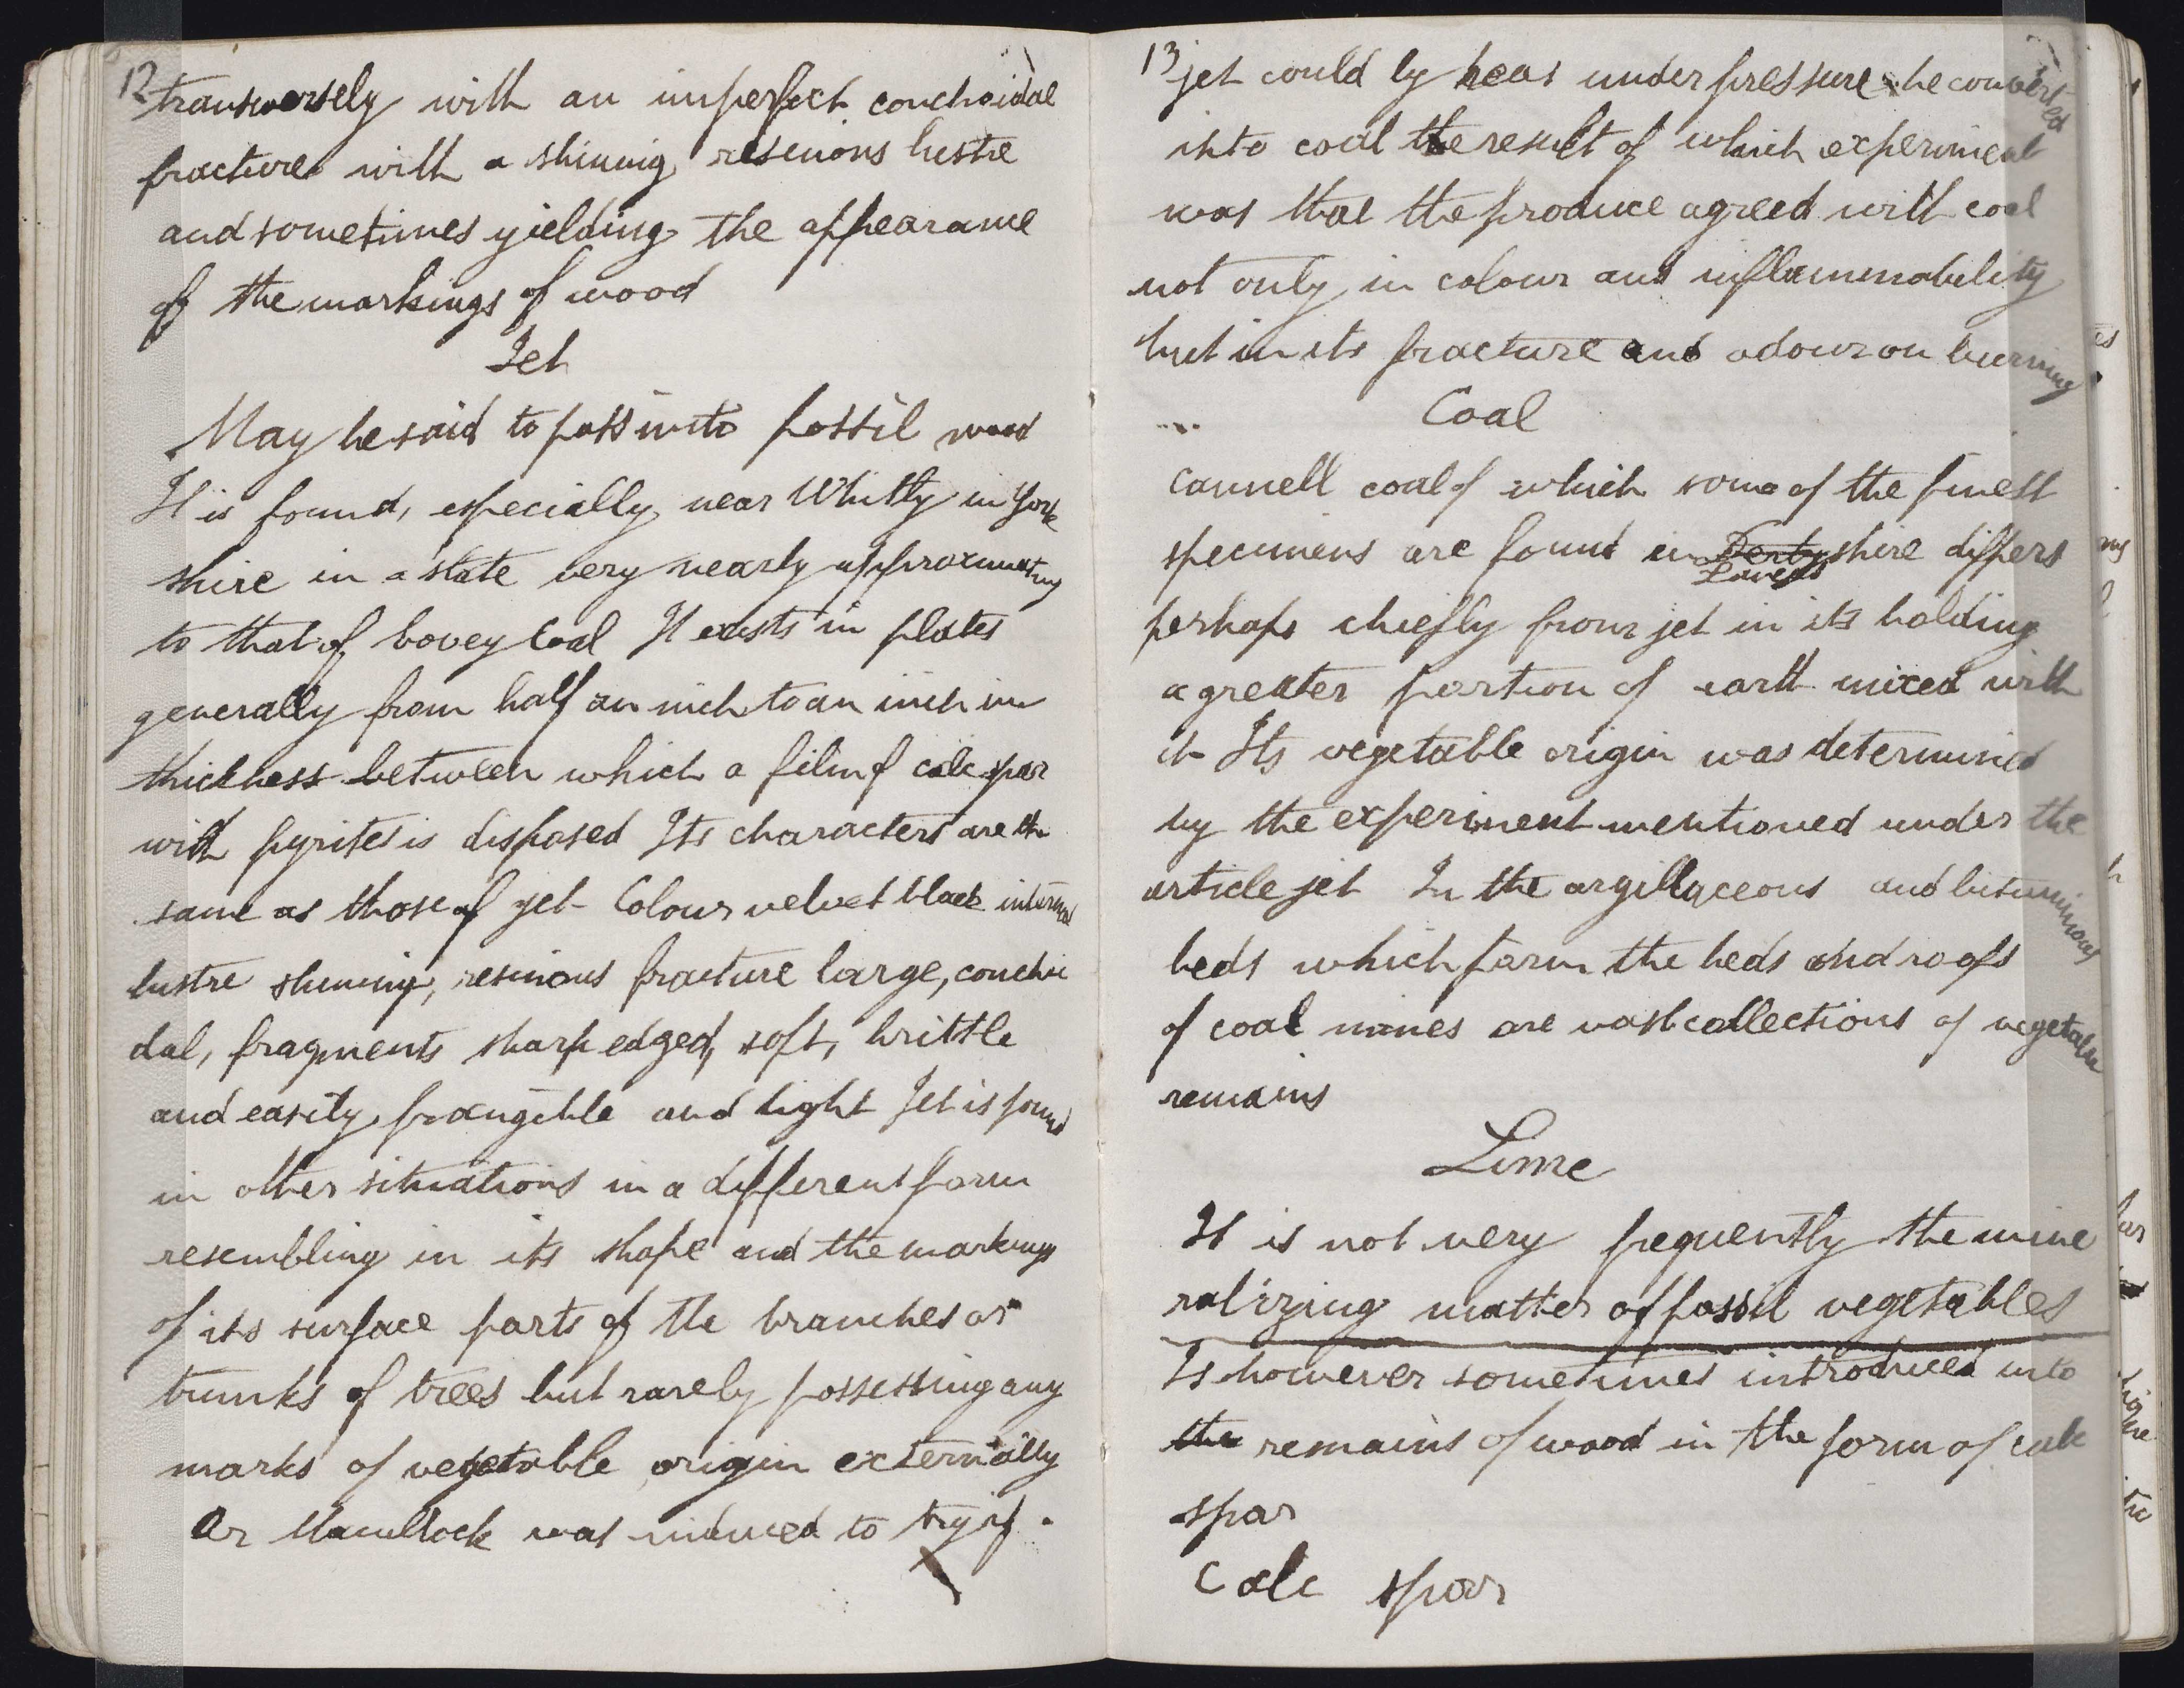 12
transversely with an imperfect conchoidal
fracture with a shining resinous lustre
and sometimes yielding the appearance
of the markings of wood
Jet
May be said to pass into fossil wood
It is found, especially near Whitby in York
shire in a state very nearly approximating
to that of bovey Coal It exists in plates
generally from half an inch to an inch in
thickness between which a film of calc spar
with pyrites is disposed Its characters are the
same as those of jet Colour velvet black internal
lustre shining, resinous fracture large, conchoi
dal, fragments sharp edged, soft, brittle
and easily frangible and light Jet is found
in other situations in a different form
resembling in its shape and the markings
of its surface parts of the branches or
trunks of trees but rarely possessing any
marks of vegetable origin externally
Dr Maccullock was induced to try if
13
jet could by heat under pressure be converted
into coal the result of which experiment
was that the produce agreed with coal
not only in colour and inflammability
but in its fracture and odour on burning
Coal
Cannell coal of which some of the finest
specimens are found in Derby shire differs
Lancas
perhaps chiefly from jet in its holding
a greater portion of earth mixed with
it Its vegetable origin was determined
by the experiment mentioned under the
article jet In the argillaceous and bituminous
beds which form the beds and roofs
of coal mines are vast collections of vegetable
remains
Lime
It is not very frequently the mine
ralizing matter of fossil vegetables
Is however sometimes introduced into
the remains of wood in the form of calc
spar
Calc spar